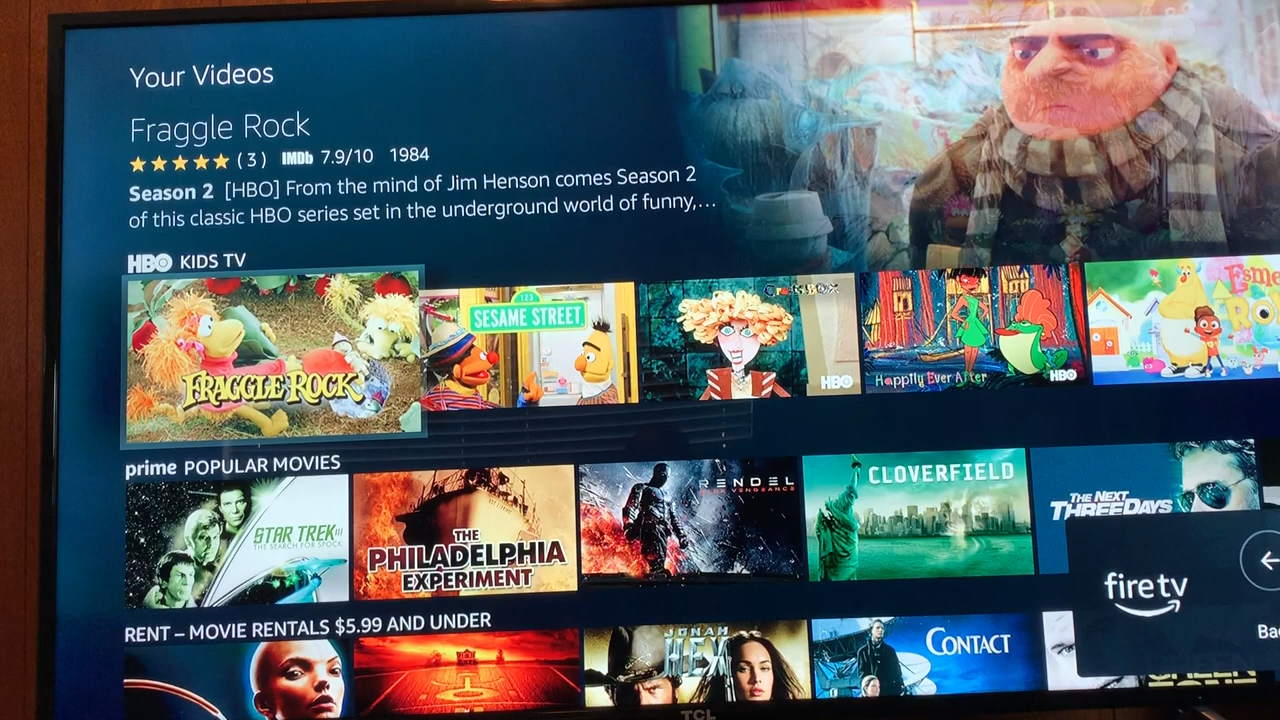 Your Videos
Fraggle Rock
(3) IMDb 7.9/10 1984
Season 2 [HBO] From the mind of Jim Henson comes Season 2
of this classic HBO series set in the underground world of funny,...
HBO KIDS TV
FRAGGLE ROCK
123
SESAME STREET
HBO
Happily Ever After
HBO
prime POPULAR MOVIES
STAR TREK III
THE SEARCH FOR SPOCK
THE
PHILADELPHIA
EXPERIMENT
RENDEL
DARK VENGEANCE
CLOVERFIELD
THE NEXT
THREE DAYS
fire tv
RENT – MOVIE RENTALS $5.99 AND UNDER
JONAH
HEX
CONTACT
TCL